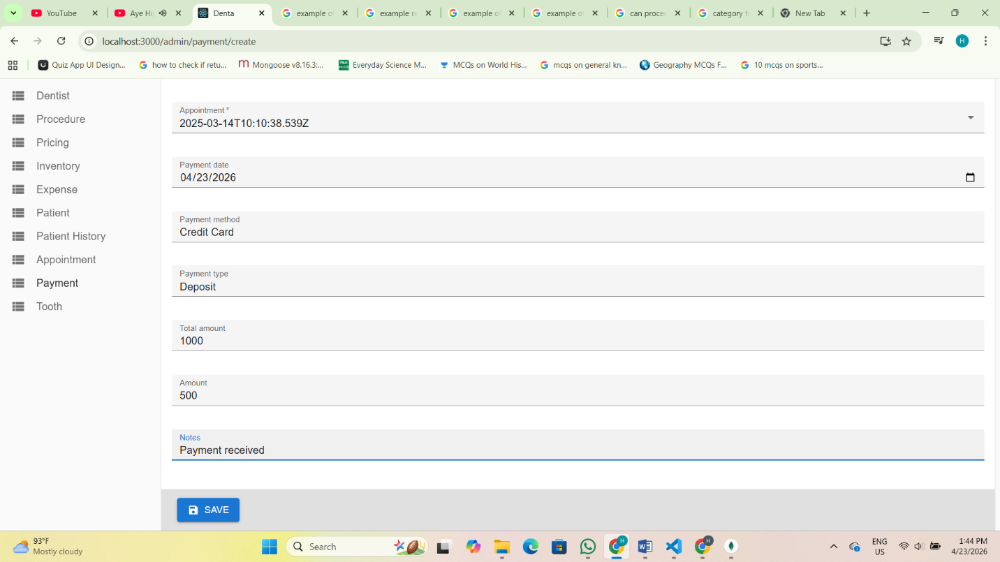 YouTube
Aye Hi
Denta
example o
example n
example o
example o
can proce
category f
New Tab
localhost:3000/admin/payment/create
H
Quiz App UI Design...
how to check if retu...
Mongoose v8.16.3:...
Everyday Science M...
MCQs on World His...
mcqs on general kn...
Geography MCQs F...
10 mcqs on sports...
Dentist
Procedure
Pricing
Inventory
Expense
Patient
Patient History
Appointment
Payment
Tooth
Appointment *
2025-03-14T10:10:38.539Z
Payment date
04/23/2026
Payment method
Credit Card
Payment type
Deposit
Total amount
1000
Amount
500
Notes
Payment received
SAVE
93°F
Mostly cloudy
Search
ENG
US
1:44 PM
4/23/2026